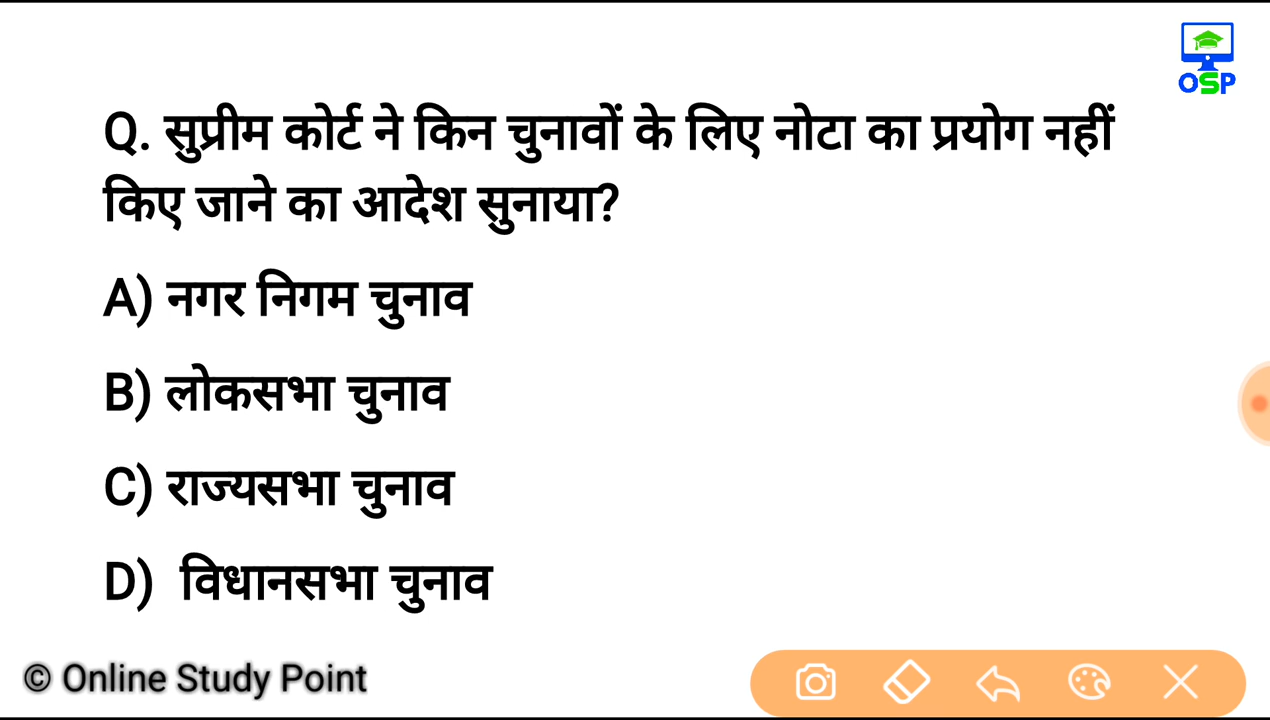 OSP
Q. सुप्रीम कोर्ट ने किन चुनावों के लिए नोटा का प्रयोग नहीं
किए जाने का आदेश सुनाया?
A) नगर निगम चुनाव
B) लोकसभा चुनाव
C) राज्यसभा चुनाव
D) विधानसभा चुनाव
© Online Study Point